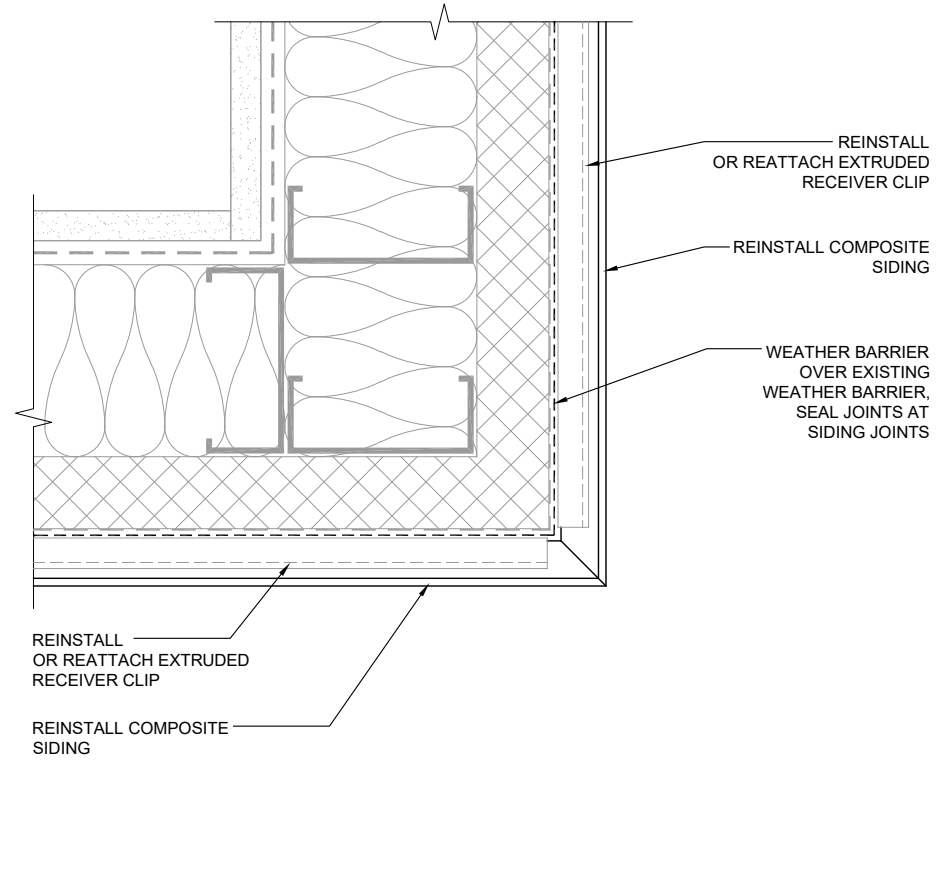 REINSTALL
OR REATTACH EXTRUDED
RECEIVER CLIP
REINSTALL COMPOSITE
SIDING
WEATHER BARRIER
OVER EXISTING
WEATHER BARRIER,
SEAL JOINTS AT
SIDING JOINTS
REINSTALL
OR REATTACH EXTRUDED
RECEIVER CLIP
REINSTALL COMPOSITE
SIDING